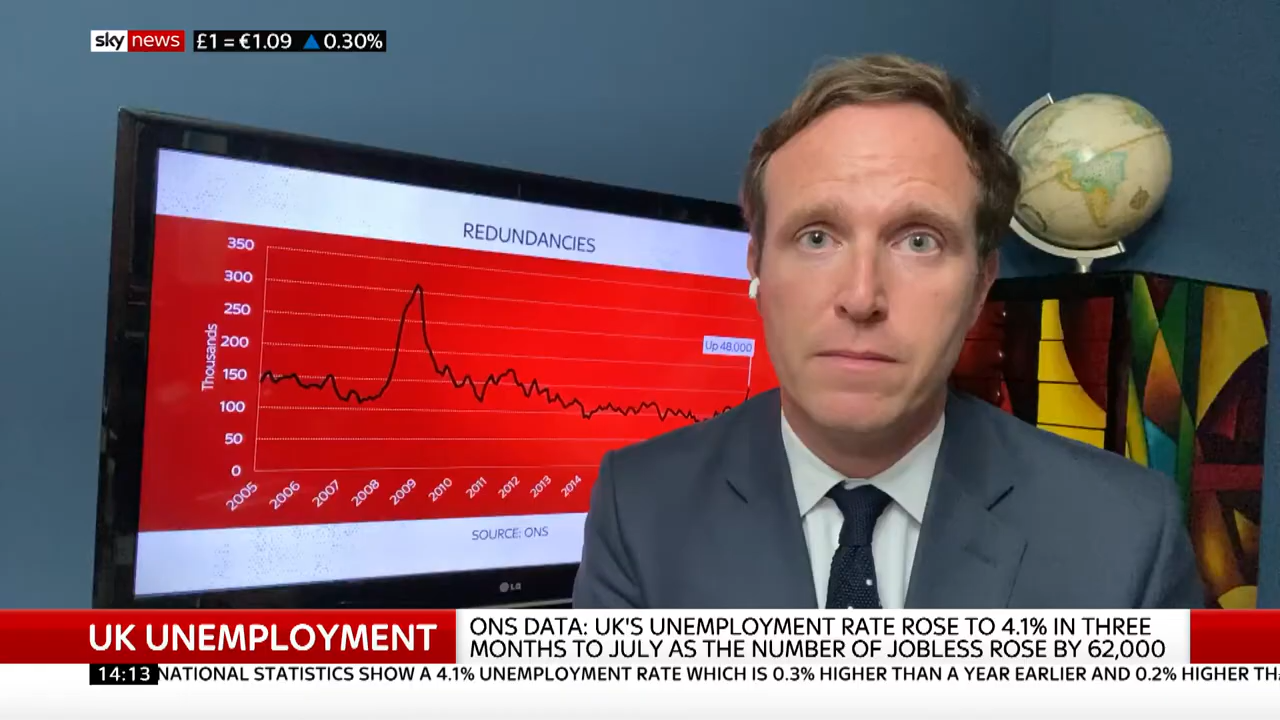 sky news £1 = €1.09 ▲ 0.30%
REDUNDANCIES
350
300
250
200
150
100
50
0
Thousands
Up 48,000
2005 2006 2007 2008 2009 2010 2011 2012 2013 2014
SOURCE: ONS
LG
UK UNEMPLOYMENT
ONS DATA: UK'S UNEMPLOYMENT RATE ROSE TO 4.1% IN THREE
MONTHS TO JULY AS THE NUMBER OF JOBLESS ROSE BY 62,000
14:13 NATIONAL STATISTICS SHOW A 4.1% UNEMPLOYMENT RATE WHICH IS 0.3% HIGHER THAN A YEAR EARLIER AND 0.2% HIGHER TH